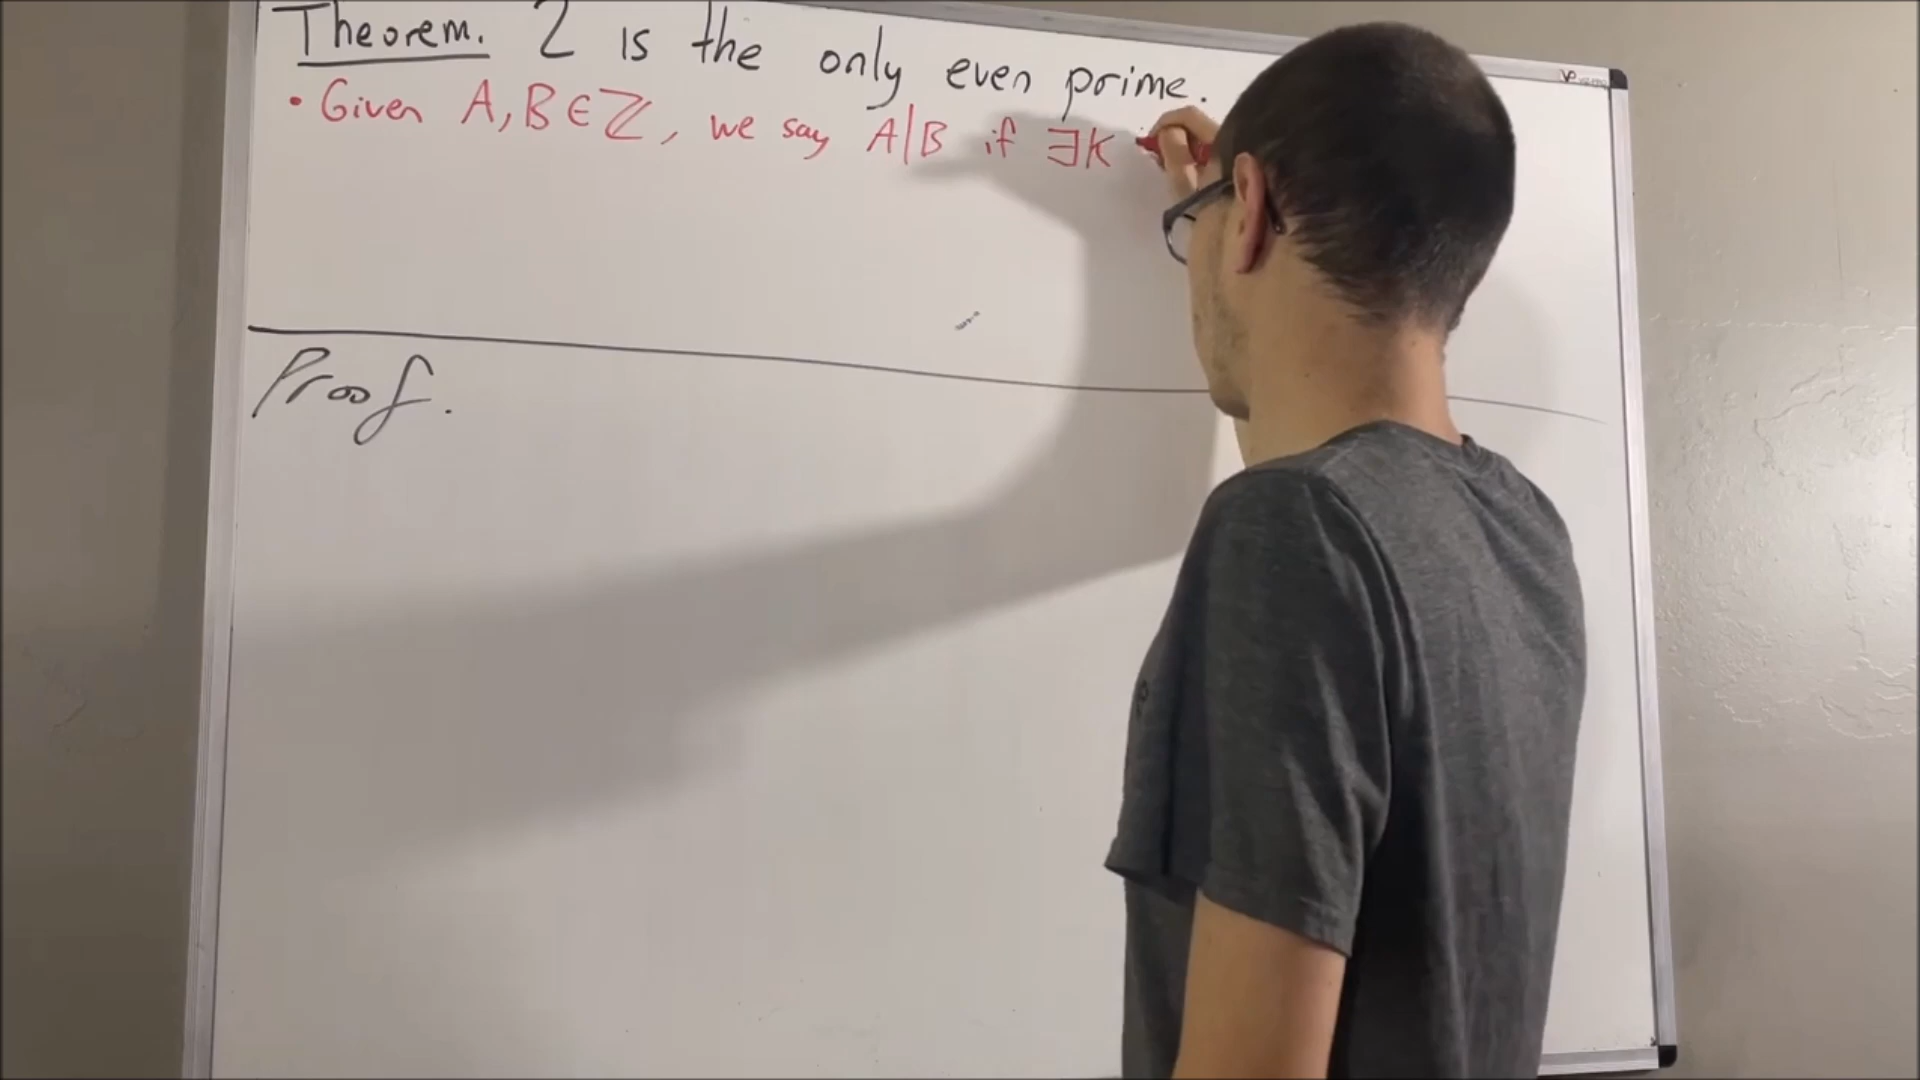 Theorem. 2 is the only even prime.
• Given A, B ∈ ℤ, we say A|B if ∃K
Proof.